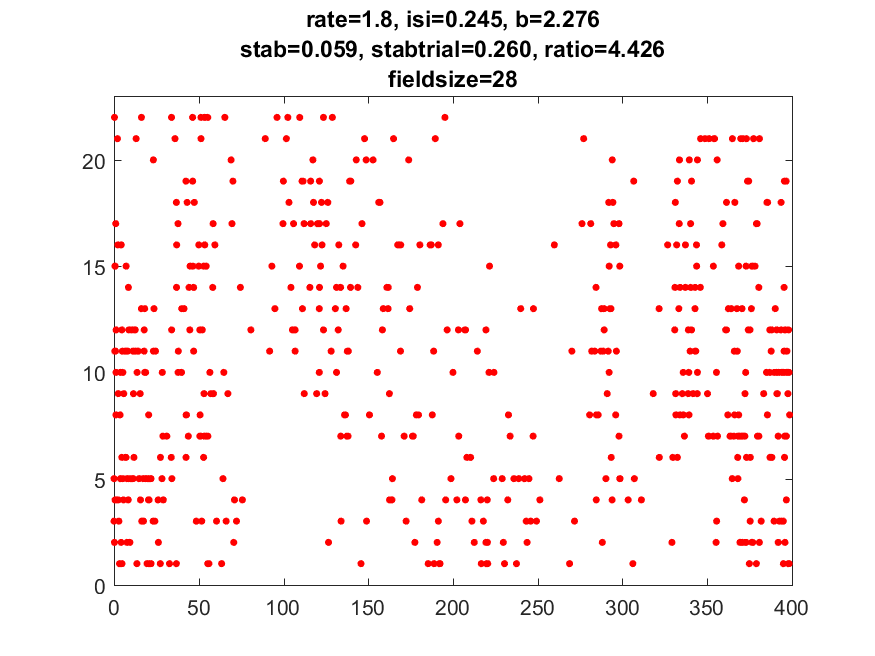 rate=1.8, isi=0.245, b=2.276
stab=0.059, stabtrial=0.260, ratio=4.426
fieldsize=28
20
15
10
5
0
0 50 100 150 200 250 300 350 400